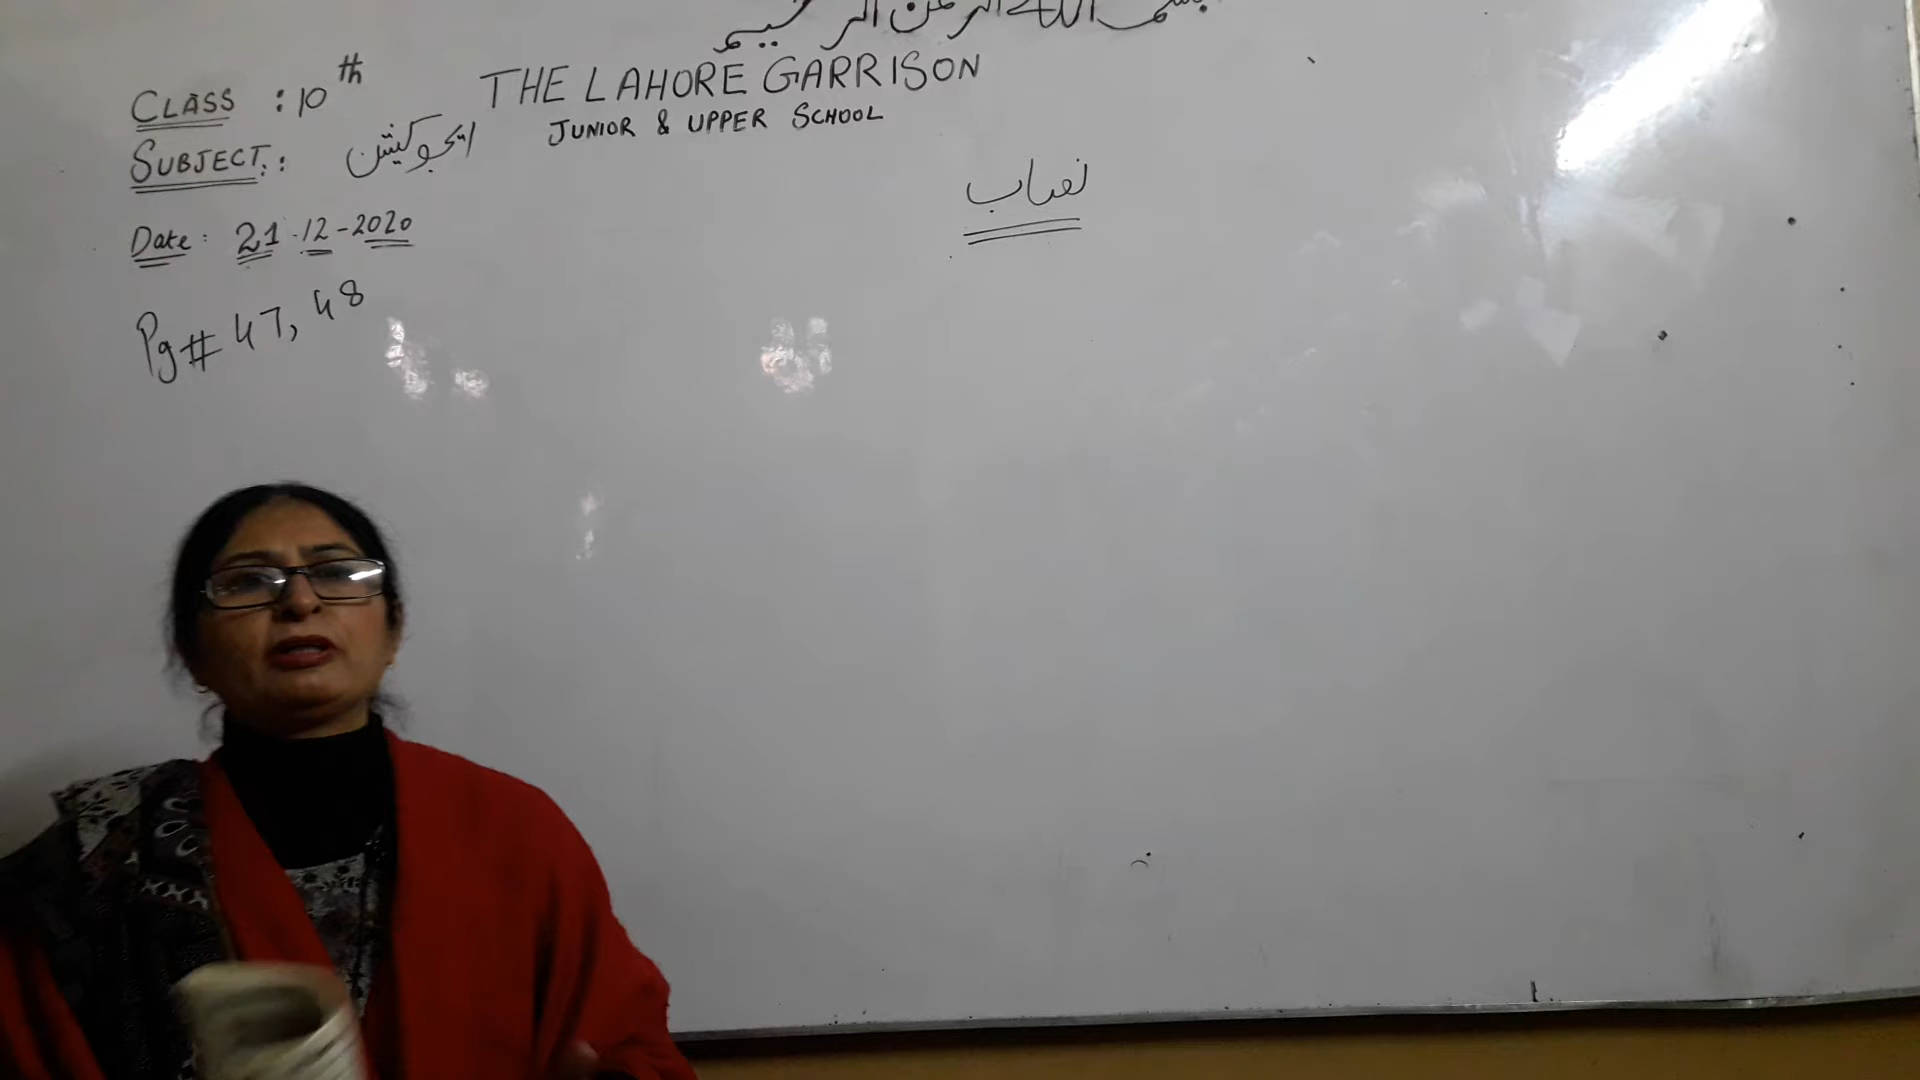 بسم اللہ الرحمن الرحیم
THE LAHORE GARRISON
JUNIOR & UPPER SCHOOL
CLASS : 10th
SUBJECT : ایجوکیشن
Date : 21-12-2020
Pg # 47, 48
نصاب